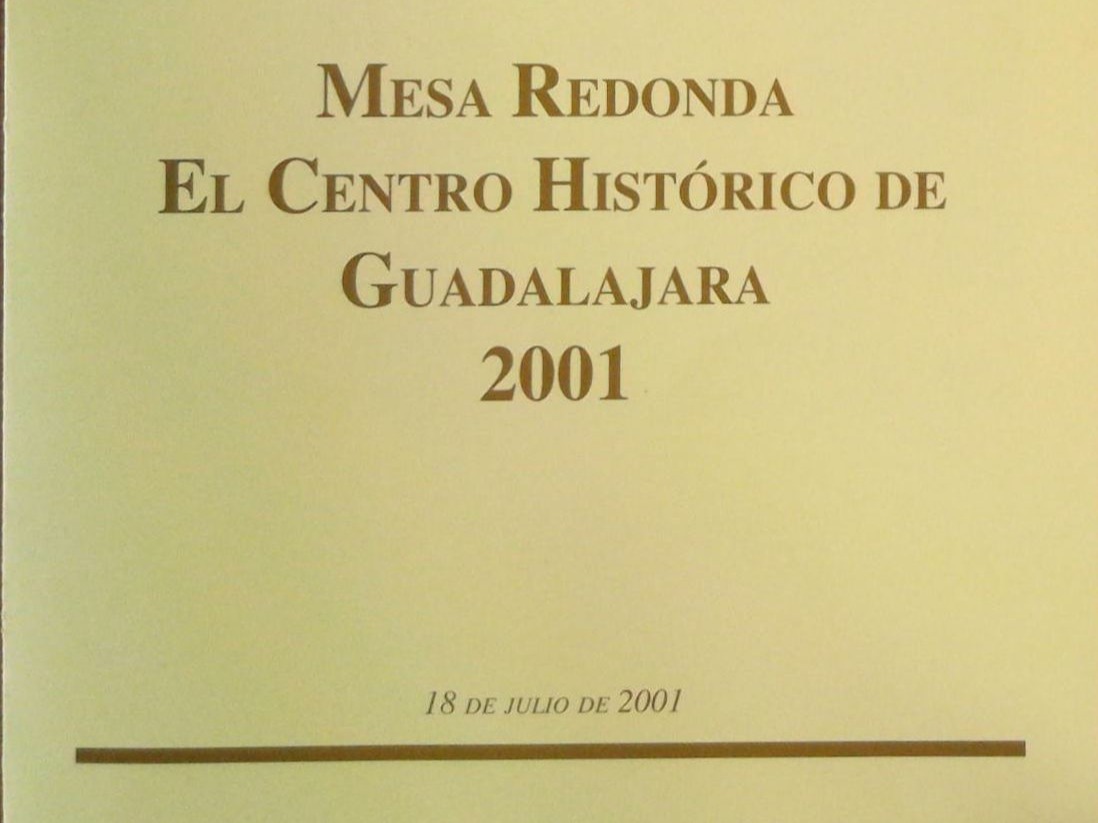 Mesa Redonda
El Centro Histórico de
Guadalajara
2001
18 de julio de 2001